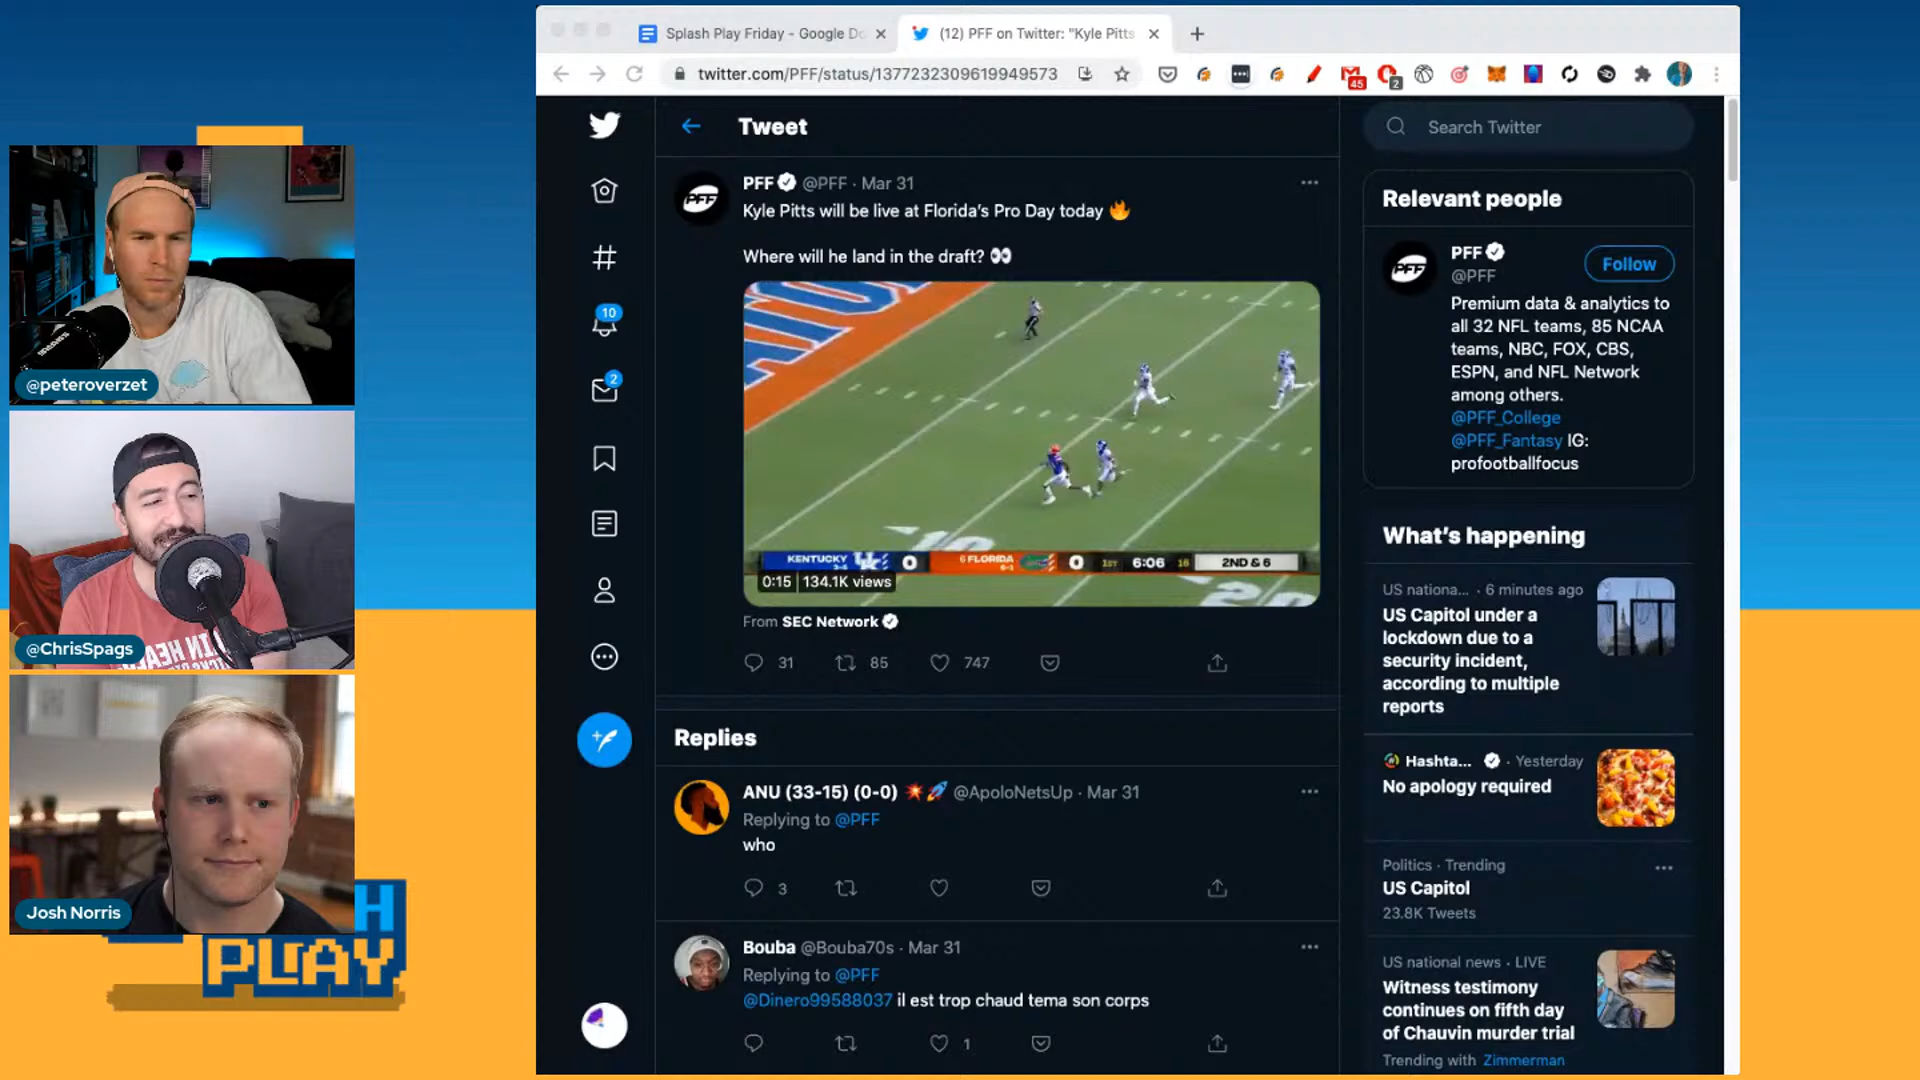 Splash Play Friday - Google Do
(12) PFF on Twitter: "Kyle Pitts
twitter.com/PFF/status/1377232309619949573
45
2
Tweet
Search Twitter
PFF @PFF · Mar 31
Kyle Pitts will be live at Florida's Pro Day today 🔥
Where will he land in the draft? 👀
KENTUCKY UK 0 6 FLORIDA 0 1ST 6:06 16 2ND & 6
0:15 134.1K views
From SEC Network
31 85 747
10
2
Replies
ANU (33-15) (0-0) 💥🚀 @ApoloNetsUp · Mar 31
Replying to @PFF
who
3
Bouba @Bouba70s · Mar 31
Replying to @PFF
@Dinero99588037 il est trop chaud tema son corps
1
Relevant people
PFF
@PFF
Follow
Premium data & analytics to
all 32 NFL teams, 85 NCAA
teams, NBC, FOX, CBS,
ESPN, and NFL Network
among others.
@PFF_College
@PFF_Fantasy IG:
profootballfocus
What's happening
US nationa... · 6 minutes ago
US Capitol under a
lockdown due to a
security incident,
according to multiple
reports
Hashta... · Yesterday
No apology required
Politics · Trending
US Capitol
23.8K Tweets
US national news · LIVE
Witness testimony
continues on fifth day
of Chauvin murder trial
Trending with Zimmerman
@peteroverzet
@ChrisSpags
Josh Norris
H
PLAY
PFF
PFF